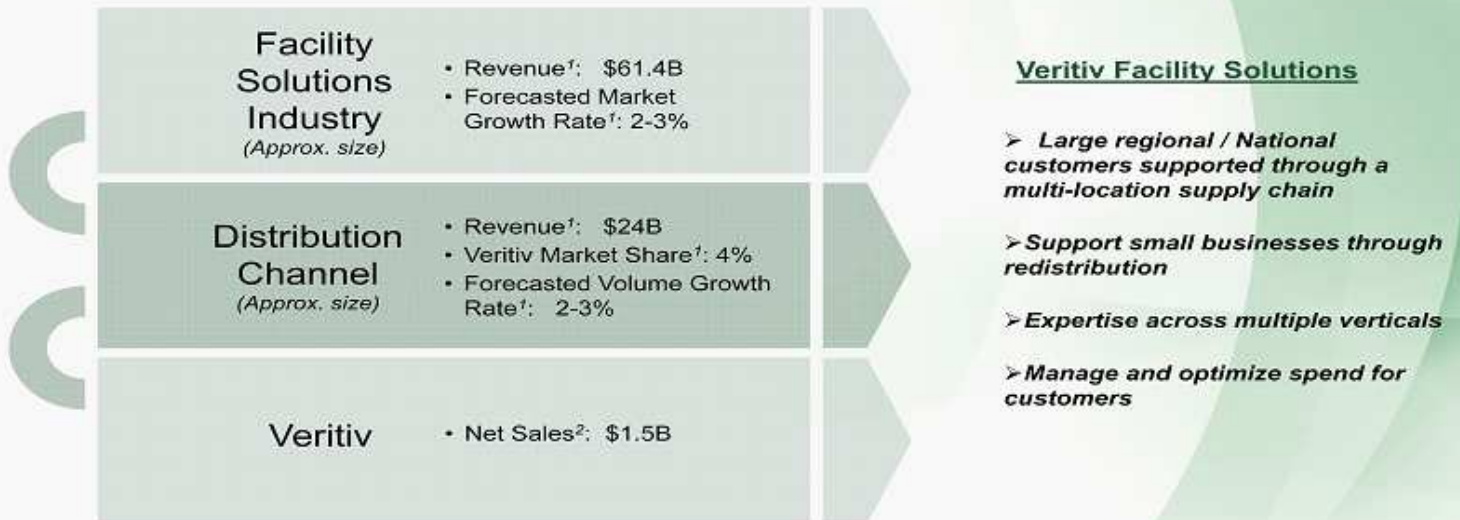 Facility
Solutions
Industry
(Approx. size)
• Revenue¹: $61.4B
• Forecasted Market
Growth Rate¹: 2-3%
Distribution
Channel
(Approx. size)
• Revenue¹: $24B
• Veritiv Market Share¹: 4%
• Forecasted Volume Growth
Rate¹: 2-3%
Veritiv
• Net Sales²: $1.5B
Veritiv Facility Solutions
➢ Large regional / National
customers supported through a
multi-location supply chain
➢Support small businesses through
redistribution
➢Expertise across multiple verticals
➢Manage and optimize spend for
customers